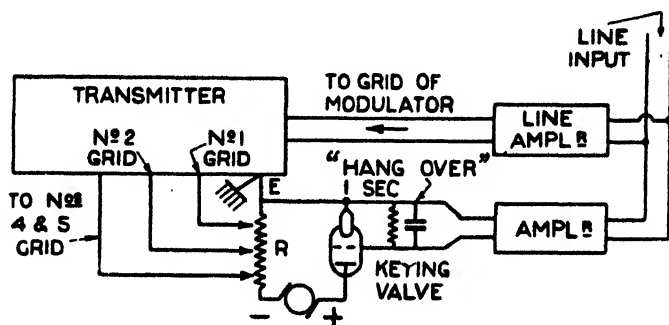 LINE
INPUT
TRANSMITTER
TO GRID OF
MODULATOR
LINE
AMPLR
Nº2
GRID
Nº1
GRID
"HANG OVER"
1 SEC
E
TO Nºs
4 & 5
GRID
R
AMPLR
KEYING
VALVE
- +